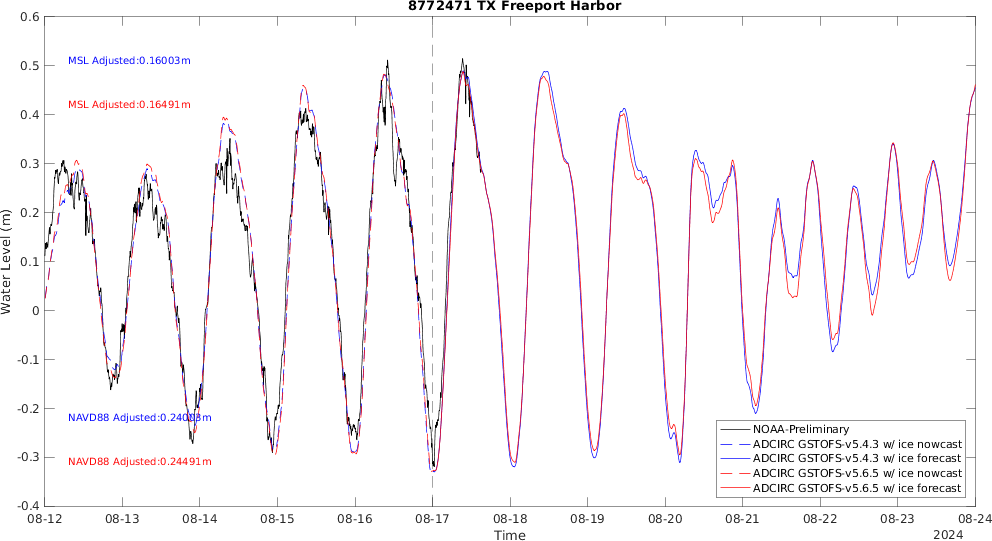 8772471 TX Freeport Harbor
0.6
0.5
0.4
0.3
0.2
0.1
0
-0.1
-0.2
-0.3
-0.4
Water Level (m)
MSL Adjusted:0.16003m
MSL Adjusted:0.16491m
NAVD88 Adjusted:0.24003m
NAVD88 Adjusted:0.24491m
NOAA-Preliminary
ADCIRC GSTOFS-v5.4.3 w/ ice nowcast
ADCIRC GSTOFS-v5.4.3 w/ ice forecast
ADCIRC GSTOFS-v5.6.5 w/ ice nowcast
ADCIRC GSTOFS-v5.6.5 w/ ice forecast
08-12 08-13 08-14 08-15 08-16 08-17 08-18 08-19 08-20 08-21 08-22 08-23 08-24
Time
2024